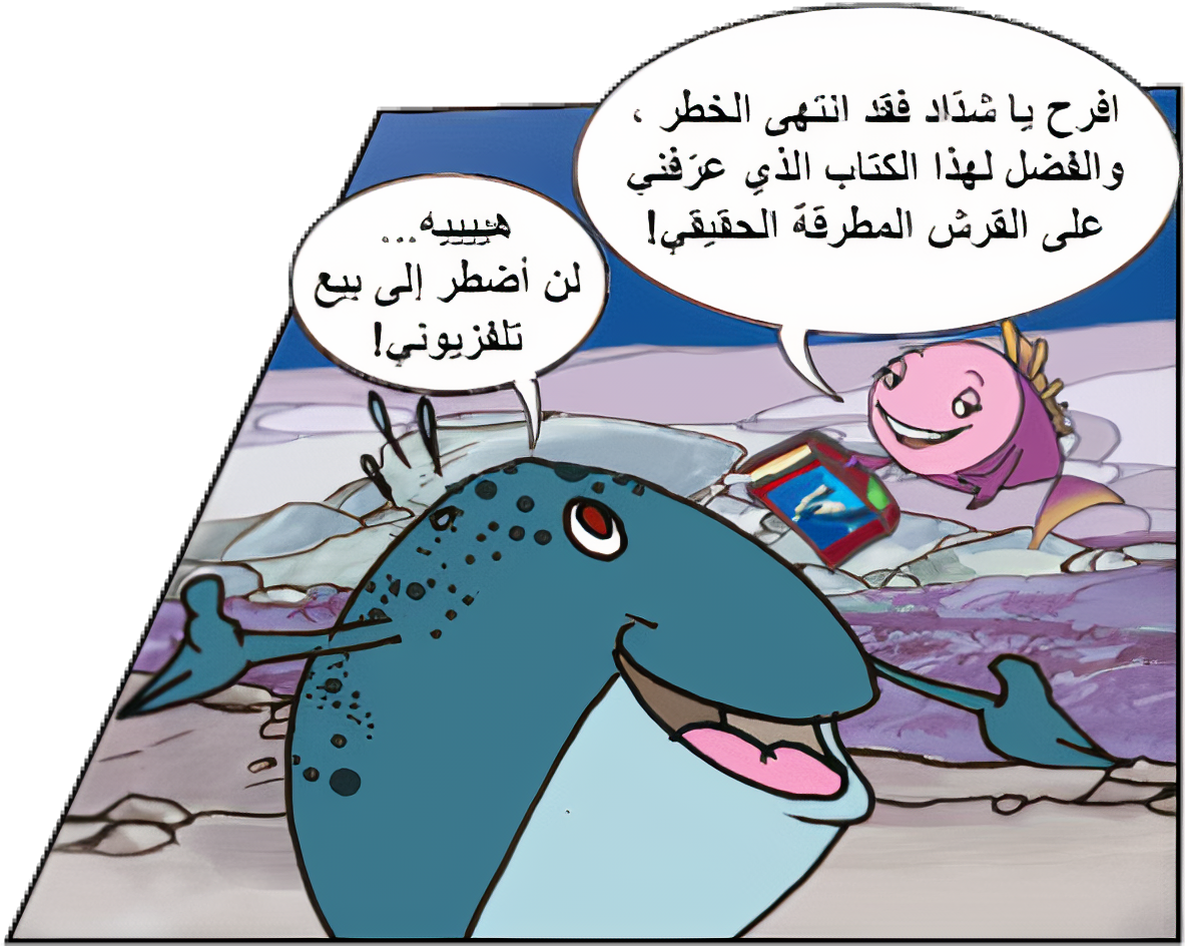 افرح يا شدّاد فقد انتهى الخطر ،
والفضل لهذا الكتاب الذي عرّفني
على القرش المطرقة الحقيقي!
هييييه...
لن أضطر إلى بيع
تلفزيوني!